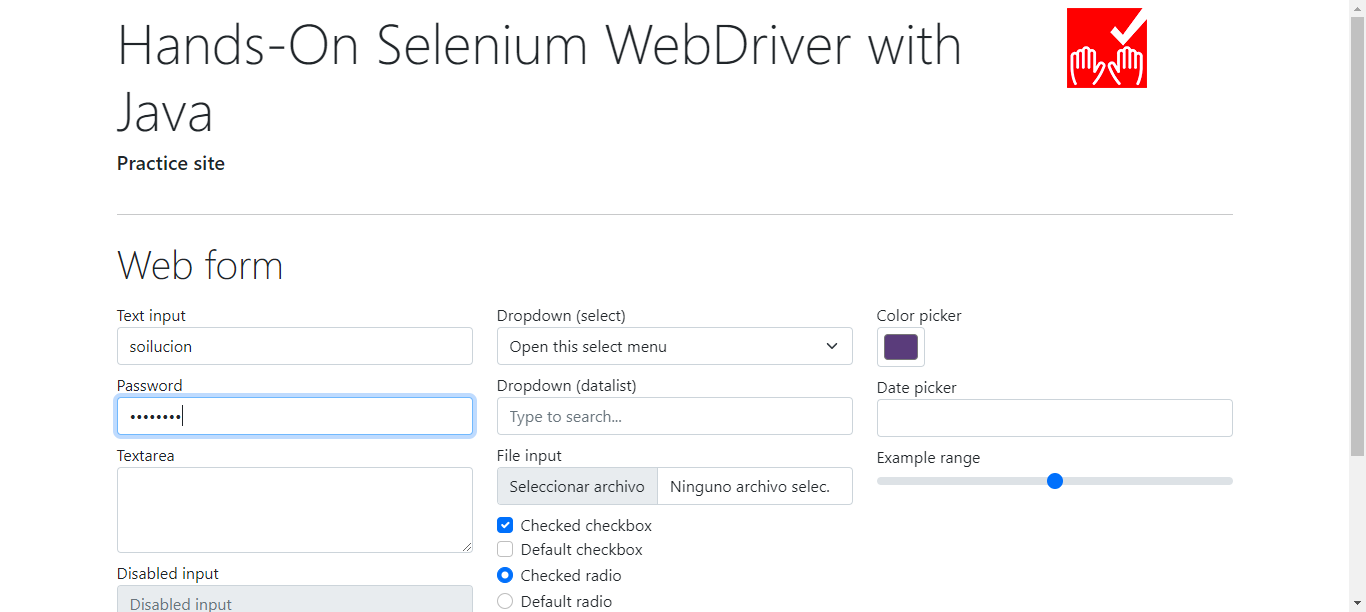 Hands-On Selenium WebDriver with
Java
Practice site
Web form
Text input
soilucion
Password
••••••••
Textarea
Disabled input
Disabled input
Dropdown (select)
Open this select menu
Dropdown (datalist)
Type to search...
File input
Seleccionar archivo
Ninguno archivo selec.
Checked checkbox
Default checkbox
Checked radio
Default radio
Color picker
Date picker
Example range